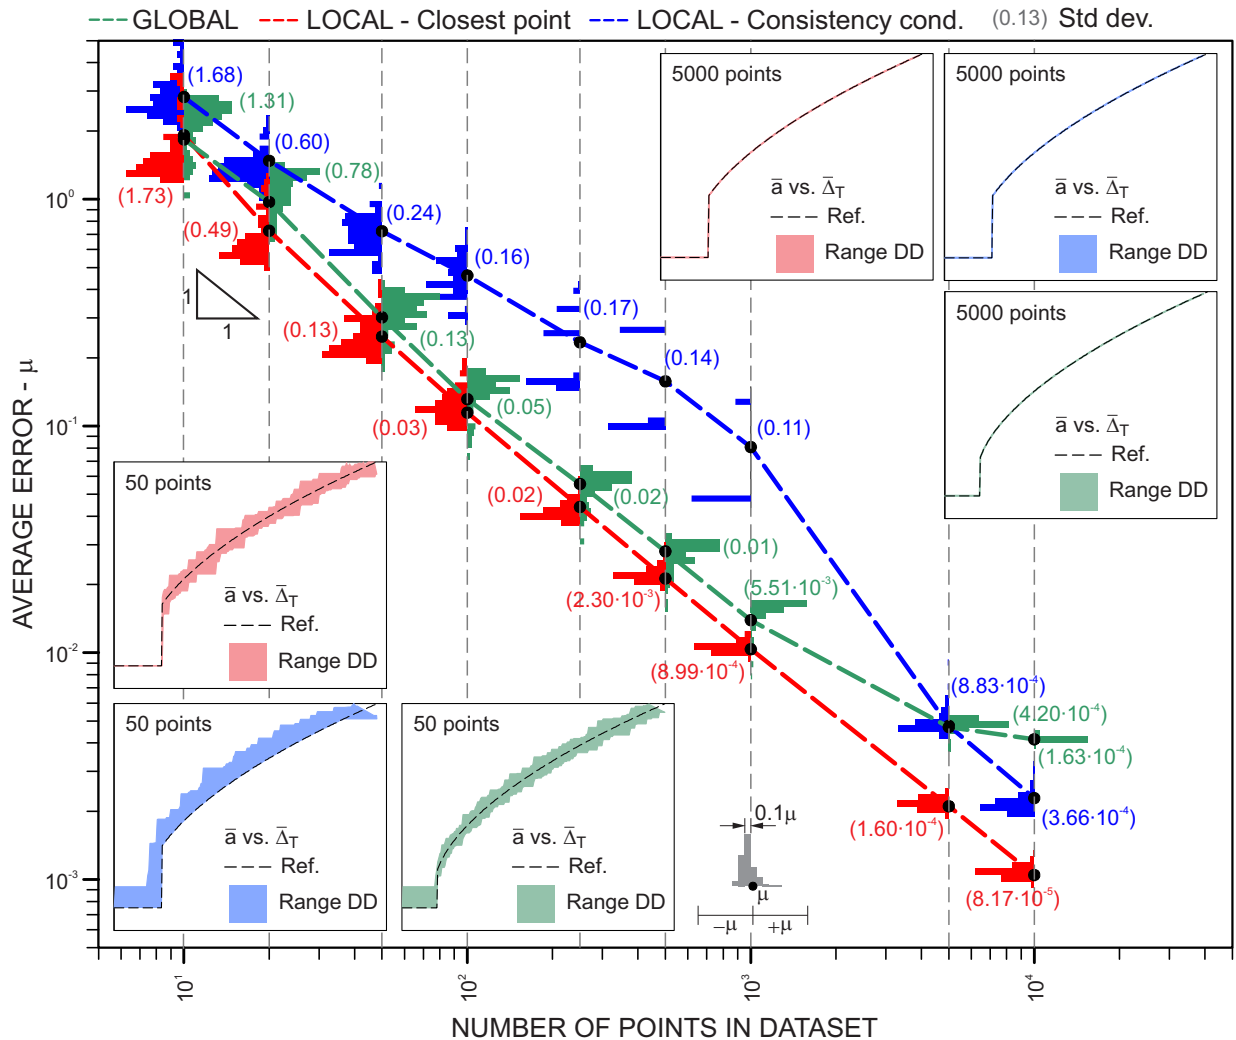 GLOBAL LOCAL - Closest point LOCAL - Consistency cond. (0.13) Std dev.
AVERAGE ERROR - μ
10⁰
10⁻¹
10⁻²
10⁻³
(1.68)
(1.31)
(1.73)
(0.60)
(0.78)
(0.49)
(0.24)
(0.13)
(0.13)
(0.16)
(0.05)
(0.03)
(0.17)
(0.02)
(0.02)
(0.14)
(0.01)
(2.30·10⁻³)
(0.11)
(5.51·10⁻³)
(8.99·10⁻⁴)
(8.83·10⁻⁴)
(4.20·10⁻⁴)
(1.60·10⁻⁴)
(1.63·10⁻⁴)
(3.66·10⁻⁴)
(8.17·10⁻⁵)
1
1
5000 points
a̅ vs. Δ̅_T
Ref.
Range DD
5000 points
a̅ vs. Δ̅_T
Ref.
Range DD
5000 points
a̅ vs. Δ̅_T
Ref.
Range DD
50 points
a̅ vs. Δ̅_T
Ref.
Range DD
50 points
a̅ vs. Δ̅_T
Ref.
Range DD
50 points
a̅ vs. Δ̅_T
Ref.
Range DD
0.1μ
μ
−μ +μ
10¹ 10² 10³ 10⁴
NUMBER OF POINTS IN DATASET